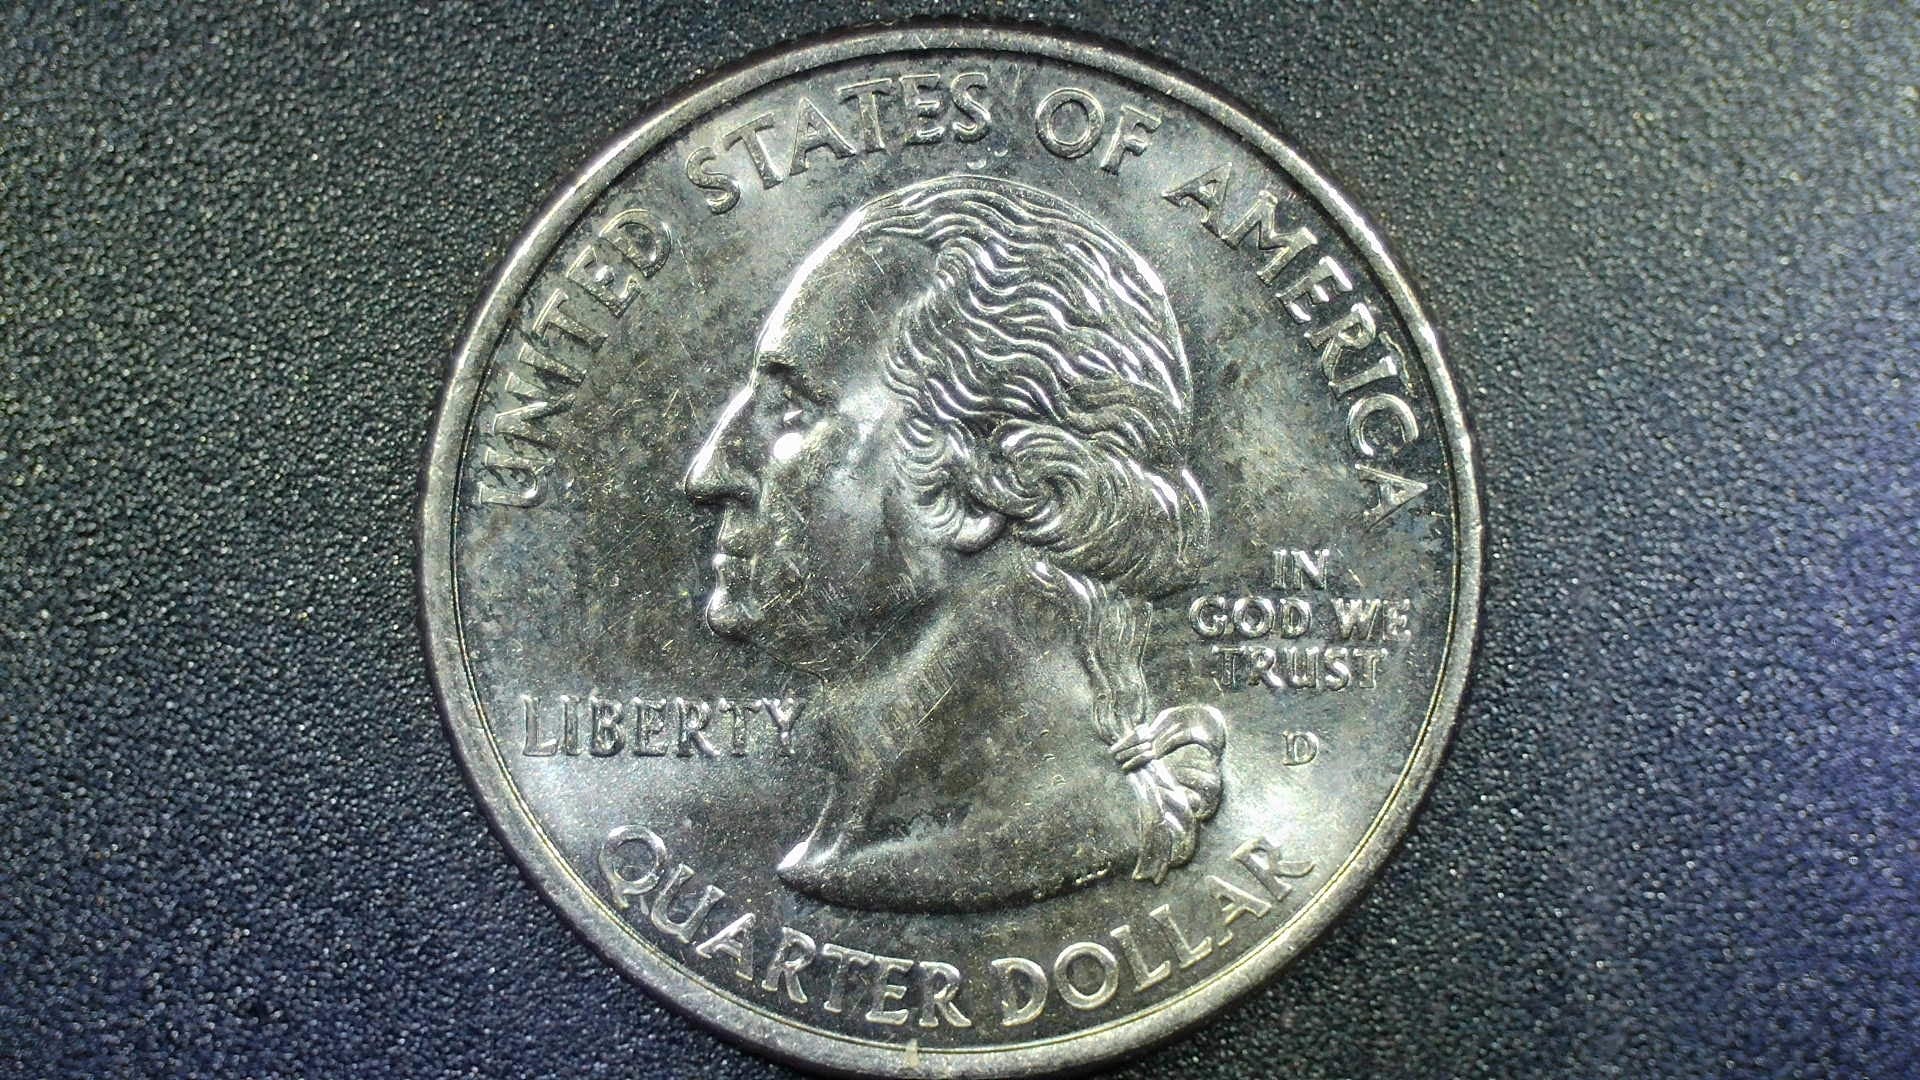 UNITED STATES OF AMERICA
LIBERTY
IN
GOD WE
TRUST
D
QUARTER DOLLAR